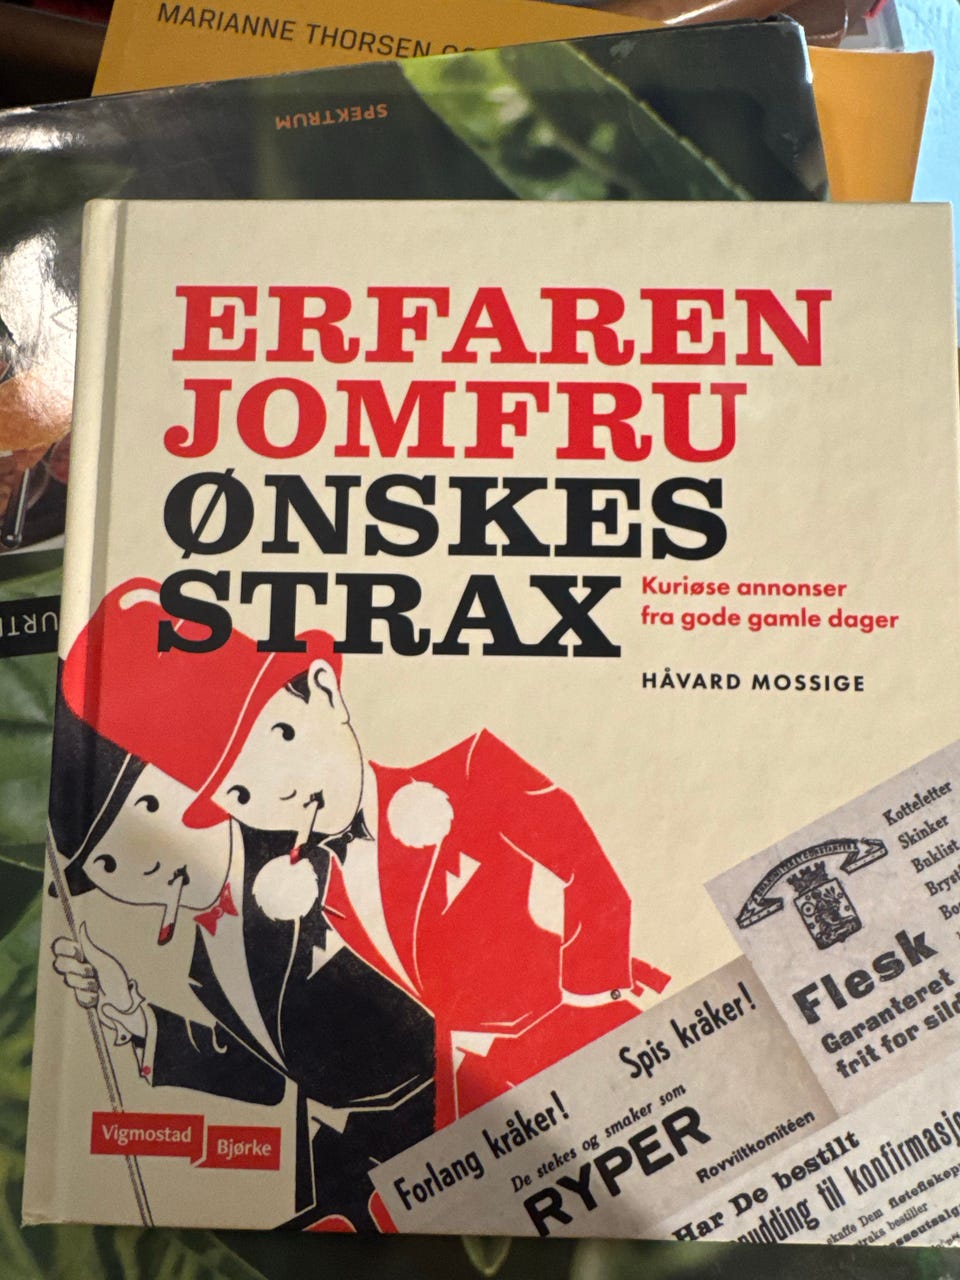 MARIANNE THORSEN
SPEKTRUM
ERFAREN
JOMFRU
ØNSKES
STRAX
Kuriøse annonser
fra gode gamle dager
HÅVARD MOSSIGE
Kotteletter
Skinker
Flesk
Garanteret
frit for sild
Forlang kråker! Spis kråker!
De stekes og smaker som
RYPER
Rovviltkomitéen
Har De bestilt
til
Vigmostad
Bjørke